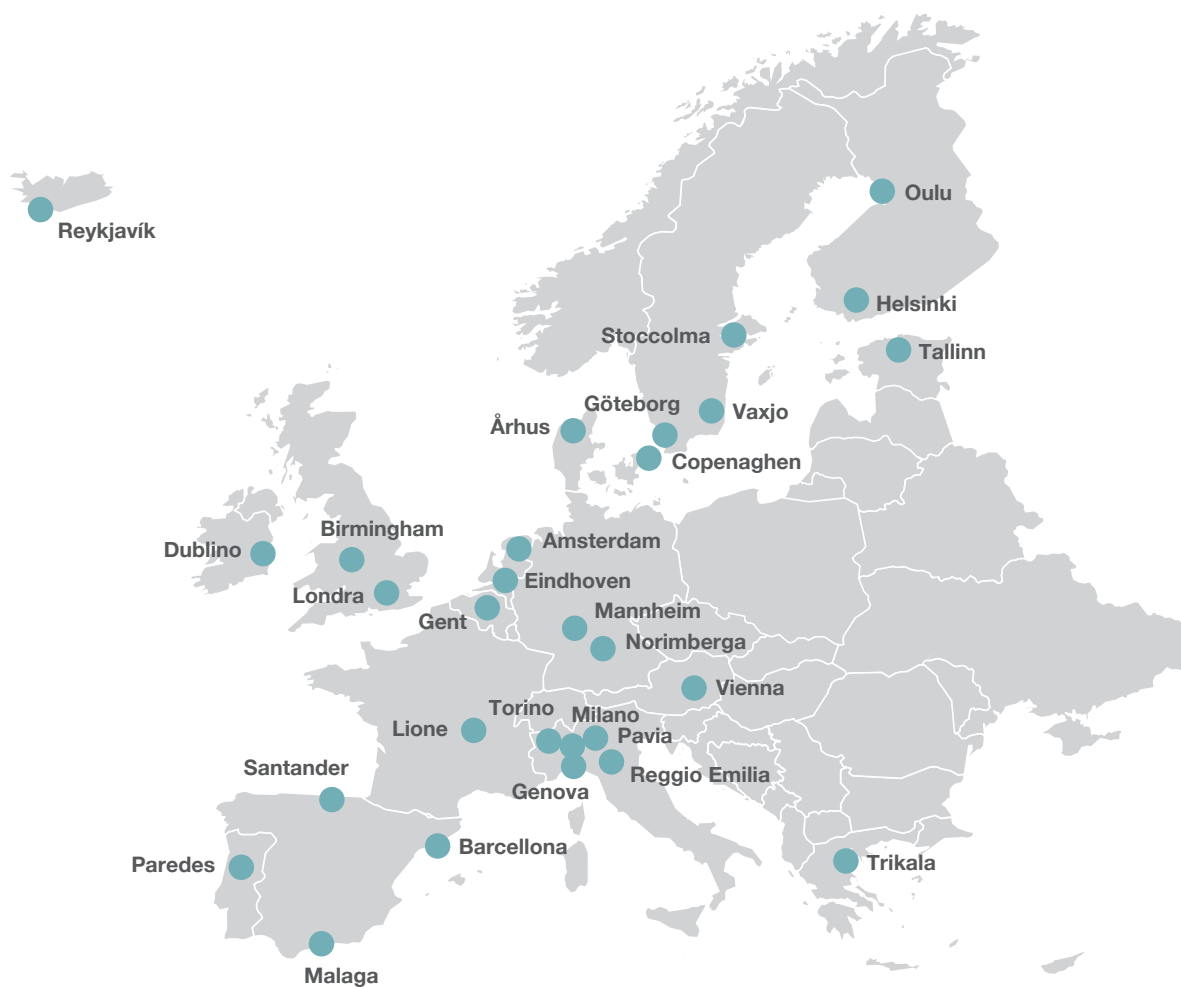 Oulu
Reykjavík
Helsinki
Stoccolma
Tallinn
Göteborg
Vaxjo
Århus
Copenaghen
Birmingham
Amsterdam
Dublino
Eindhoven
Londra
Mannheim
Gent
Norimberga
Vienna
Torino
Milano
Lione
Pavia
Santander
Reggio Emilia
Genova
Barcellona
Paredes
Trikala
Malaga